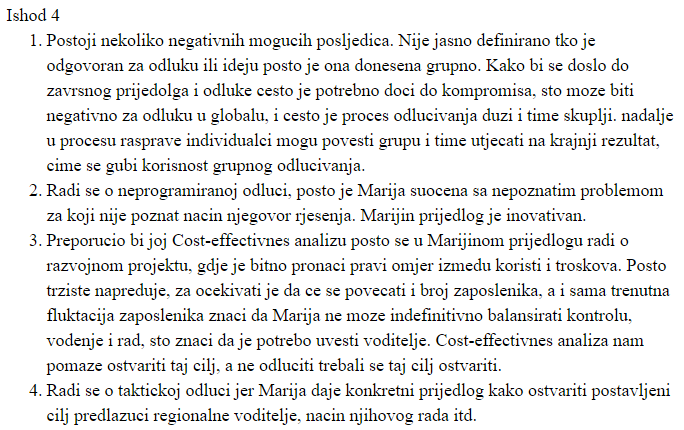 Ishod 4
1. Postoji nekoliko negativnih mogucih posljedica. Nije jasno definirano tko je
odgovoran za odluku ili ideju posto je ona donesena grupno. Kako bi se doslo do
zavrsnog prijedolga i odluke cesto je potrebno doci do kompromisa, sto moze biti
negativno za odluku u globalu, i cesto je proces odlucivanja duzi i time skuplji. nadalje
u procesu rasprave individualci mogu povesti grupu i time utjecati na krajnji rezultat,
cime se gubi korisnost grupnog odlucivanja.
2. Radi se o neprogramiranoj odluci, posto je Marija suocena sa nepoznatim problemom
za koji nije poznat nacin njegovor rjesenja. Marijin prijedlog je inovativan.
3. Preporucio bi joj Cost-effectivnes analizu posto se u Marijinom prijedlogu radi o
razvojnom projektu, gdje je bitno pronaci pravi omjer izmedu koristi i troskova. Posto
trziste napreduje, za ocekivati je da ce se povecati i broj zaposlenika, a i sama trenutna
fluktacija zaposlenika znaci da Marija ne moze indefinitivno balansirati kontrolu,
vodenje i rad, sto znaci da je potrebo uvesti voditelje. Cost-effectivnes analiza nam
pomaze ostvariti taj cilj, a ne odluciti trebali se taj cilj ostvariti.
4. Radi se o taktickoj odluci jer Marija daje konkretni prijedlog kako ostvariti postavljeni
cilj predlazuci regionalne voditelje, nacin njihovog rada itd.